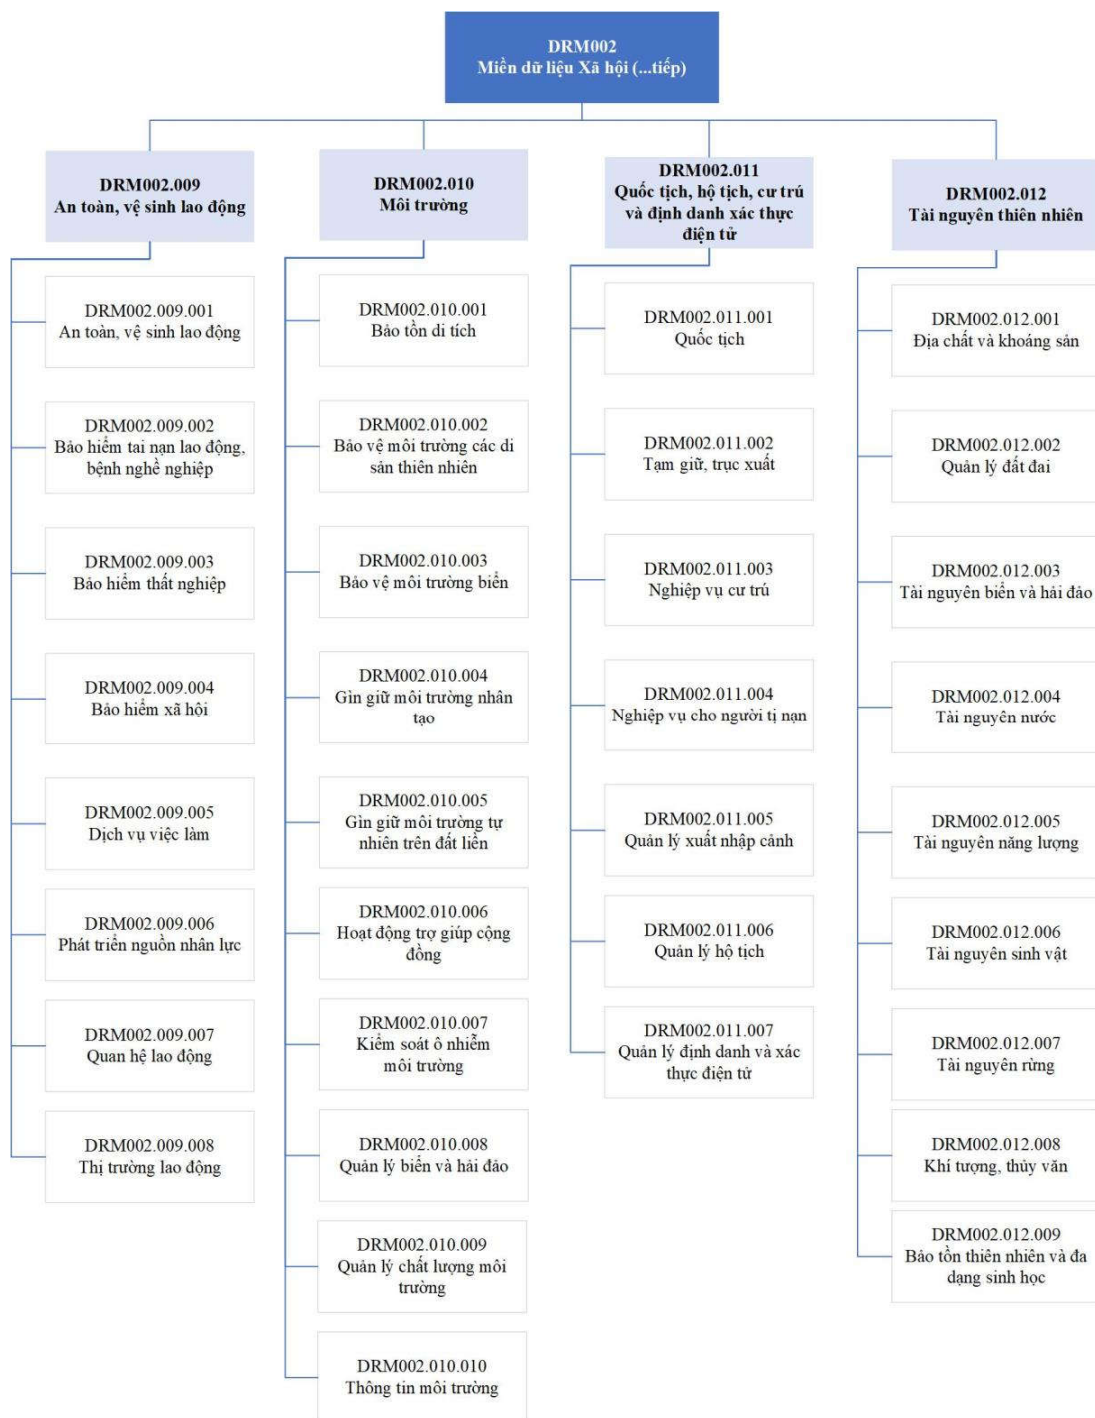 DRM002
Miền dữ liệu Xã hội (...tiếp)
DRM002.009
An toàn, vệ sinh lao động
DRM002.009.001
An toàn, vệ sinh lao động
DRM002.009.002
Bảo hiểm tai nạn lao động,
bệnh nghề nghiệp
DRM002.009.003
Bảo hiểm thất nghiệp
DRM002.009.004
Bảo hiểm xã hội
DRM002.009.005
Dịch vụ việc làm
DRM002.009.006
Phát triển nguồn nhân lực
DRM002.009.007
Quan hệ lao động
DRM002.009.008
Thị trường lao động
DRM002.010
Môi trường
DRM002.010.001
Bảo tồn di tích
DRM002.010.002
Bảo vệ môi trường các di
sản thiên nhiên
DRM002.010.003
Bảo vệ môi trường biển
DRM002.010.004
Gìn giữ môi trường nhân
tạo
DRM002.010.005
Gìn giữ môi trường tự
nhiên trên đất liền
DRM002.010.006
Hoạt động trợ giúp cộng
đồng
DRM002.010.007
Kiểm soát ô nhiễm
môi trường
DRM002.010.008
Quản lý biển và hải đảo
DRM002.010.009
Quản lý chất lượng môi
trường
DRM002.010.010
Thông tin môi trường
DRM002.011
Quốc tịch, hộ tịch, cư trú
và định danh xác thực
điện tử
DRM002.011.001
Quốc tịch
DRM002.011.002
Tạm giữ, trục xuất
DRM002.011.003
Nghiệp vụ cư trú
DRM002.011.004
Nghiệp vụ cho người tị nạn
DRM002.011.005
Quản lý xuất nhập cảnh
DRM002.011.006
Quản lý hộ tịch
DRM002.011.007
Quản lý định danh và xác
thực điện tử
DRM002.012
Tài nguyên thiên nhiên
DRM002.012.001
Địa chất và khoáng sản
DRM002.012.002
Quản lý đất đai
DRM002.012.003
Tài nguyên biển và hải đảo
DRM002.012.004
Tài nguyên nước
DRM002.012.005
Tài nguyên năng lượng
DRM002.012.006
Tài nguyên sinh vật
DRM002.012.007
Tài nguyên rừng
DRM002.012.008
Khí tượng, thủy văn
DRM002.012.009
Bảo tồn thiên nhiên và đa
dạng sinh học